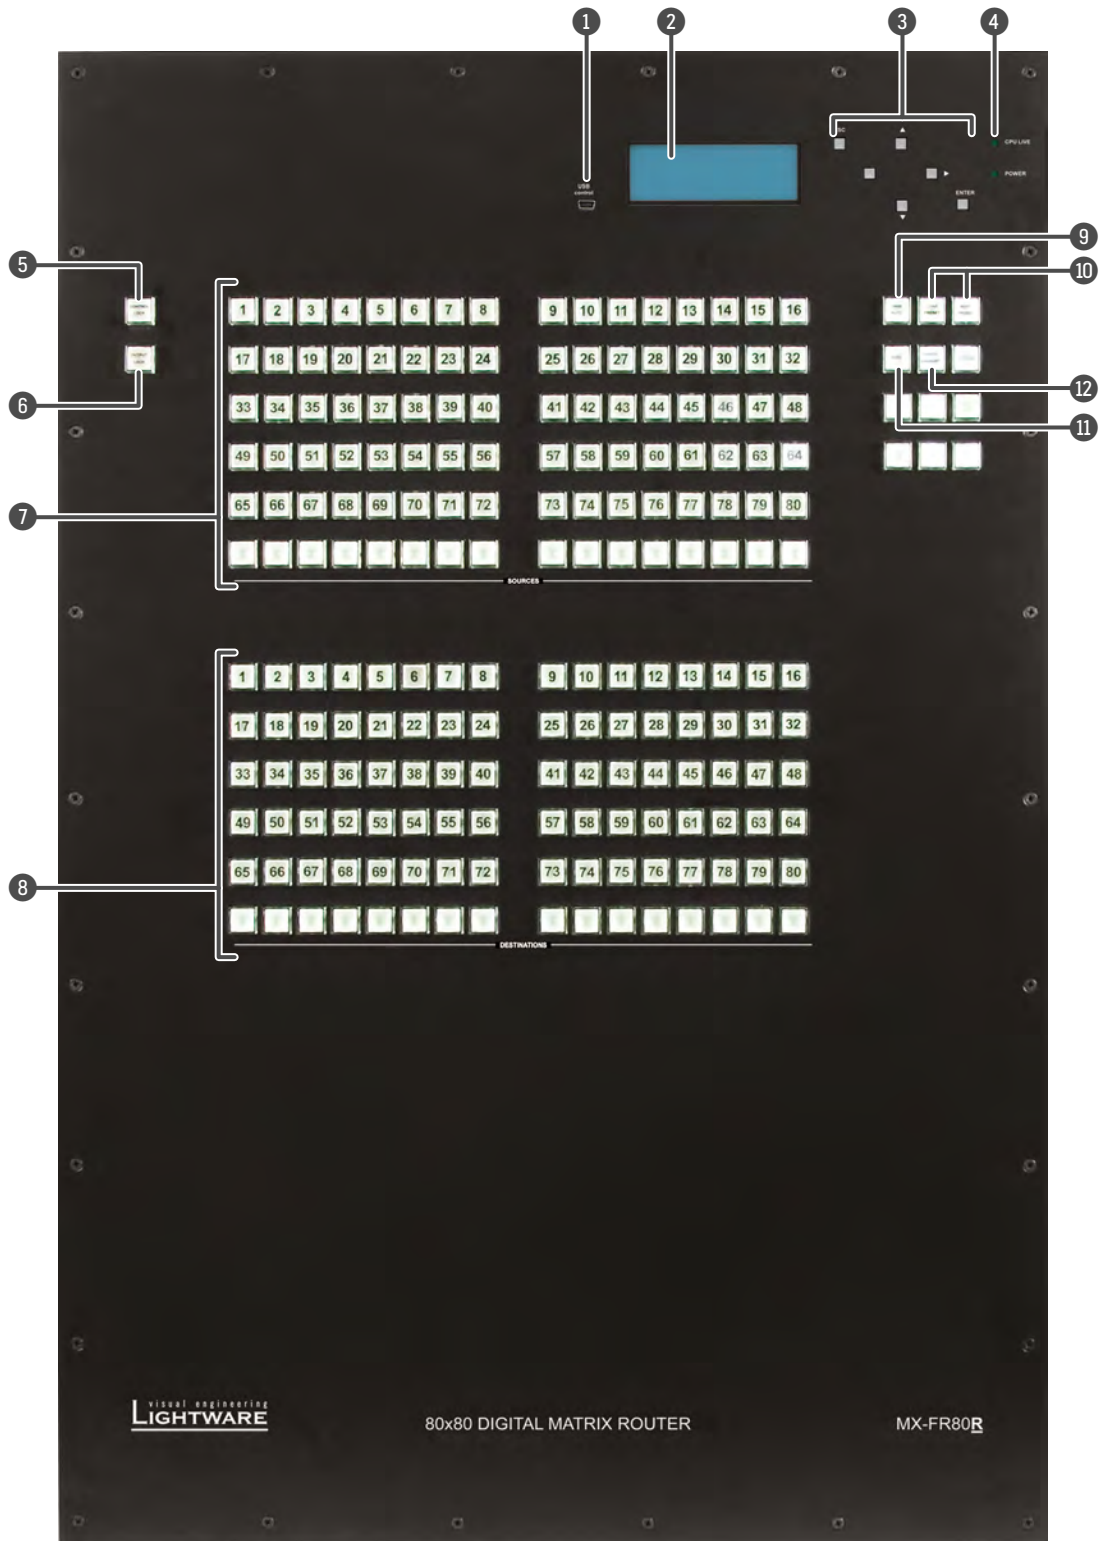 1 2 3 4
SC ▲ CPU LIVE
USB control
► POWER
ENTER
▼
9
5 10
1 2 3 4 5 6 7 8 9 10 11 12 13 14 15 16
17 18 19 20 21 22 23 24 25 26 27 28 29 30 31 32
12
6
33 34 35 36 37 38 39 40 41 42 43 44 45 46 47 48
11
49 50 51 52 53 54 55 56 57 58 59 60 61 62 63 64
7
65 66 67 68 69 70 71 72 73 74 75 76 77 78 79 80
SOURCES
1 2 3 4 5 6 7 8 9 10 11 12 13 14 15 16
17 18 19 20 21 22 23 24 25 26 27 28 29 30 31 32
33 34 35 36 37 38 39 40 41 42 43 44 45 46 47 48
49 50 51 52 53 54 55 56 57 58 59 60 61 62 63 64
65 66 67 68 69 70 71 72 73 74 75 76 77 78 79 80
8
DESTINATIONS
visual engineering
LIGHTWARE
80x80 DIGITAL MATRIX ROUTER
MX-FR80R